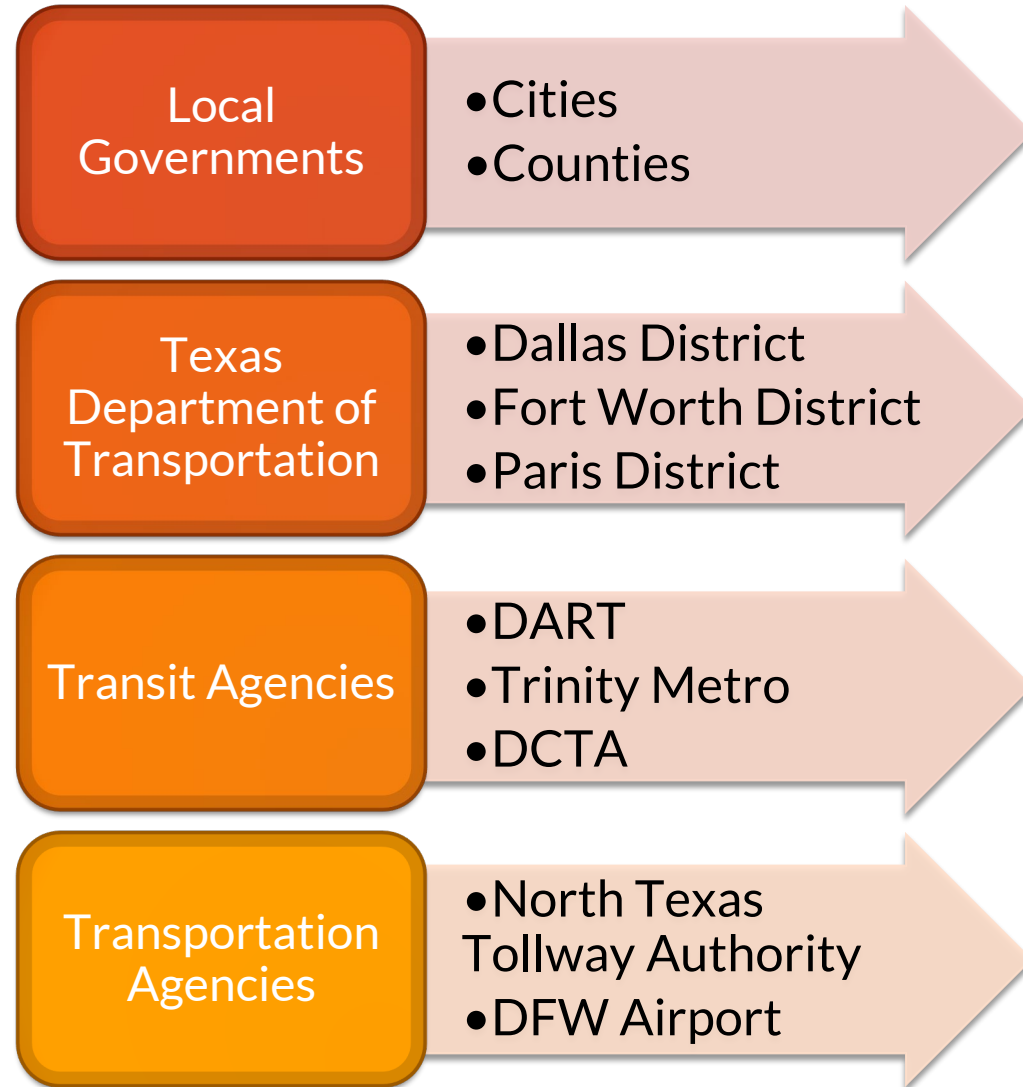 Local
Governments
•Cities
•Counties
Texas
Department of
Transportation
•Dallas District
•Fort Worth District
•Paris District
Transit Agencies
•DART
•Trinity Metro
•DCTA
Transportation
Agencies
•North Texas
Tollway Authority
•DFW Airport